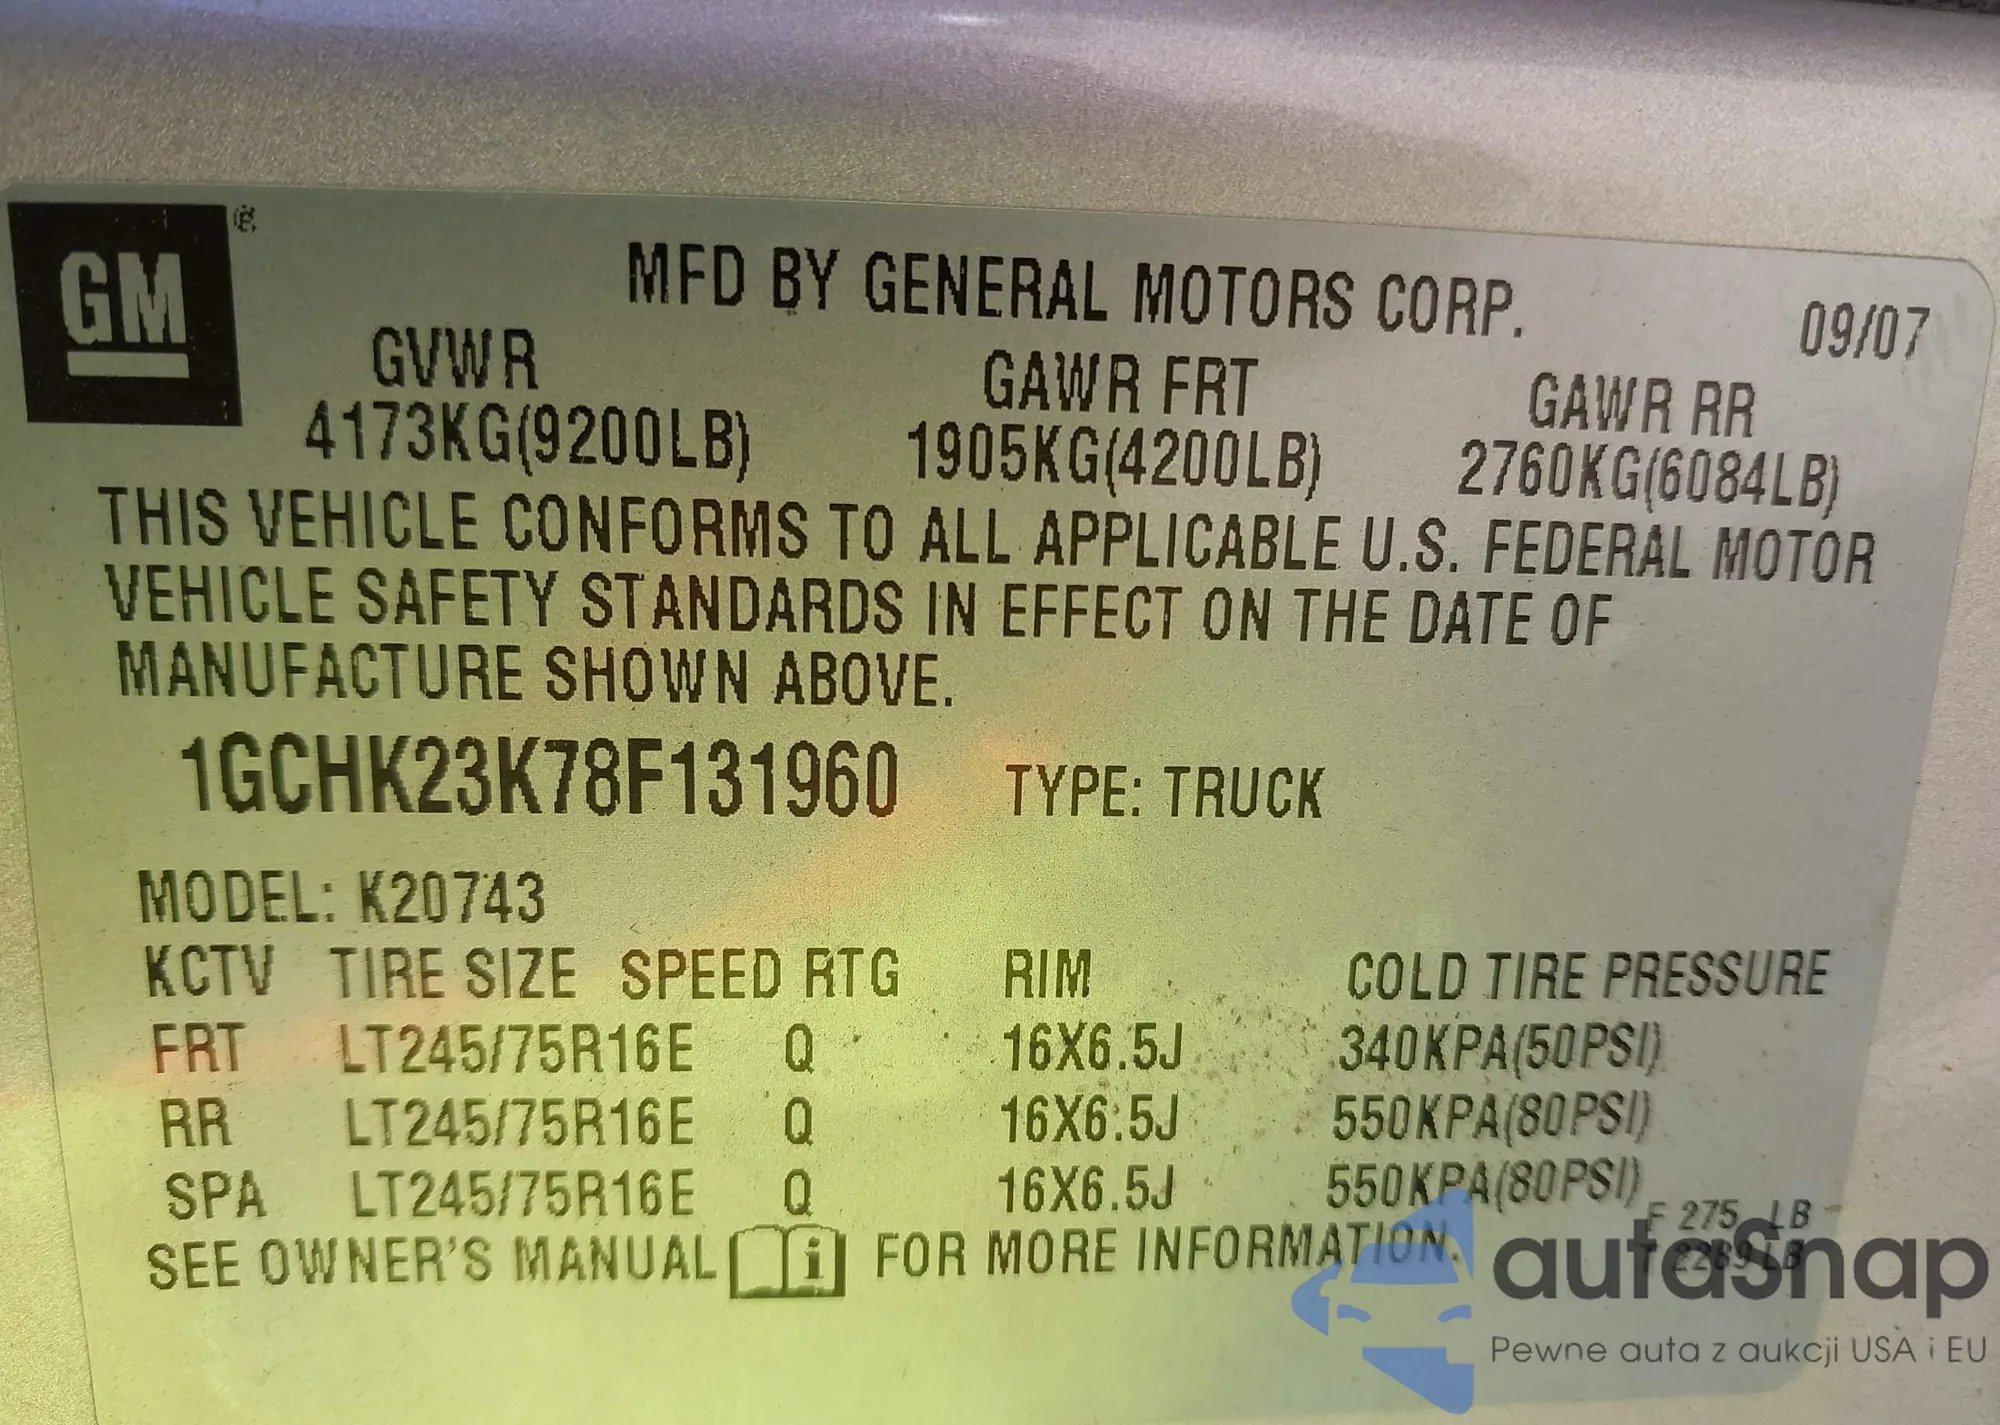 GM®
MFD BY GENERAL MOTORS CORP.
09/07
GVWR GAWR FRT GAWR RR
4173KG(9200LB) 1905KG(4200LB) 2760KG(6084LB)
THIS VEHICLE CONFORMS TO ALL APPLICABLE U.S. FEDERAL MOTOR
VEHICLE SAFETY STANDARDS IN EFFECT ON THE DATE OF
MANUFACTURE SHOWN ABOVE.
1GCHK23K78F131960 TYPE: TRUCK
MODEL: K20743
KCTV TIRE SIZE SPEED RTG RIM COLD TIRE PRESSURE
FRT LT245/75R16E Q 16X6.5J 340KPA(50PSI)
RR LT245/75R16E Q 16X6.5J 550KPA(80PSI)
SPA LT245/75R16E Q 16X6.5J 550KPA(80PSI)
F 275 LB
T 2269 LB
SEE OWNER'S MANUAL i FOR MORE INFORMATION.
autaSnap
Pewne auta z aukcji USA i EU